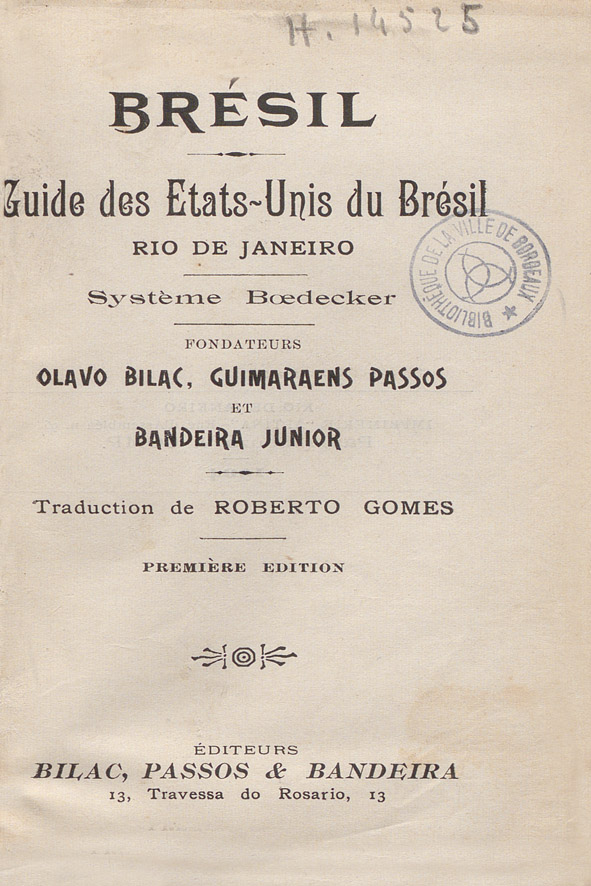 H. 14525
BRÉSIL
Guide des Etats-Unis du Brésil
RIO DE JANEIRO
BIBLIOTHÈQUE DE LA VILLE DE BORDEAUX
Système Bœdecker
FONDATEURS
OLAVO BILAC, GUIMARAENS PASSOS
ET
BANDEIRA JUNIOR
Traduction de ROBERTO GOMES
PREMIÈRE EDITION
ÉDITEURS
BILAC, PASSOS & BANDEIRA
13, Travessa do Rosario, 13